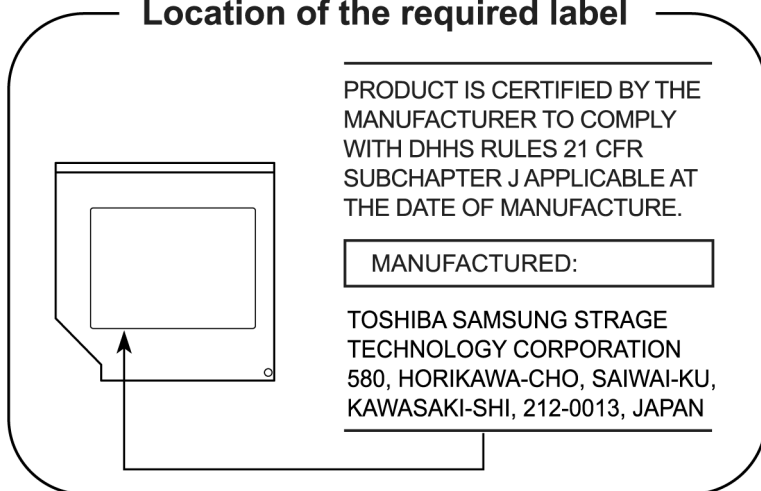 Location of the required label
PRODUCT IS CERTIFIED BY THE
MANUFACTURER TO COMPLY
WITH DHHS RULES 21 CFR
SUBCHAPTER J APPLICABLE AT
THE DATE OF MANUFACTURE.
MANUFACTURED:
TOSHIBA SAMSUNG STRAGE
TECHNOLOGY CORPORATION
580, HORIKAWA-CHO, SAIWAI-KU,
KAWASAKI-SHI, 212-0013, JAPAN